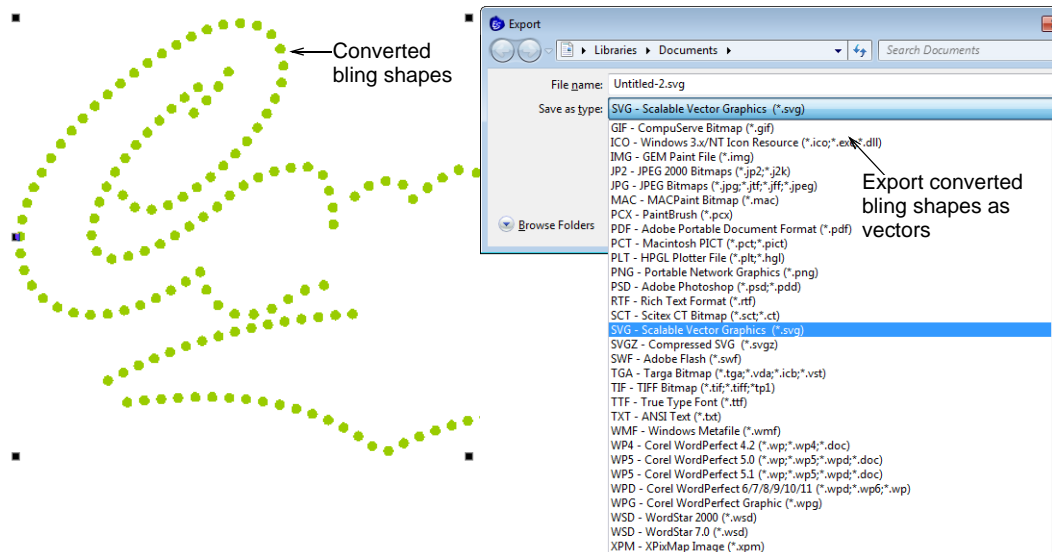 Converted
bling shapes
Export
Libraries Documents
Search Documents
File name: Untitled-2.svg
Save as type: SVG - Scalable Vector Graphics (*.svg)
GIF - CompuServe Bitmap (*.gif)
ICO - Windows 3.x/NT Icon Resource (*.ico;*.exe;*.dll)
IMG - GEM Paint File (*.img)
JP2 - JPEG 2000 Bitmaps (*.jp2;*.j2k)
JPG - JPEG Bitmaps (*.jpg;*.jtf;*.jff;*.jpeg)
MAC - MACPaint Bitmap (*.mac)
PCX - PaintBrush (*.pcx)
PDF - Adobe Portable Document Format (*.pdf)
PCT - Macintosh PICT (*.pct;*.pict)
PLT - HPGL Plotter File (*.plt;*.hgl)
PNG - Portable Network Graphics (*.png)
PSD - Adobe Photoshop (*.psd;*.pdd)
RTF - Rich Text Format (*.rtf)
SCT - Scitex CT Bitmap (*.sct;*.ct)
SVG - Scalable Vector Graphics (*.svg)
SVGZ - Compressed SVG (*.svgz)
SWF - Adobe Flash (*.swf)
TGA - Targa Bitmap (*.tga;*.vda;*.icb;*.vst)
TIF - TIFF Bitmap (*.tif;*.tiff;*tp1)
TTF - True Type Font (*.ttf)
TXT - ANSI Text (*.txt)
WMF - Windows Metafile (*.wmf)
WP4 - Corel WordPerfect 4.2 (*.wp;*.wp4;*.doc)
WP5 - Corel WordPerfect 5.0 (*.wp;*.wp5;*.wpd;*.doc)
WP5 - Corel WordPerfect 5.1 (*.wp;*.wp5;*.wpd;*.doc)
WPD - Corel WordPerfect 6/7/8/9/10/11 (*.wpd;*.wp6;*.wp)
WPG - Corel WordPerfect Graphic (*.wpg)
WSD - WordStar 2000 (*.wsd)
WSD - WordStar 7.0 (*.wsd)
XPM - XPixMap Image (*.xpm)
Browse Folders
Export converted
bling shapes as
vectors